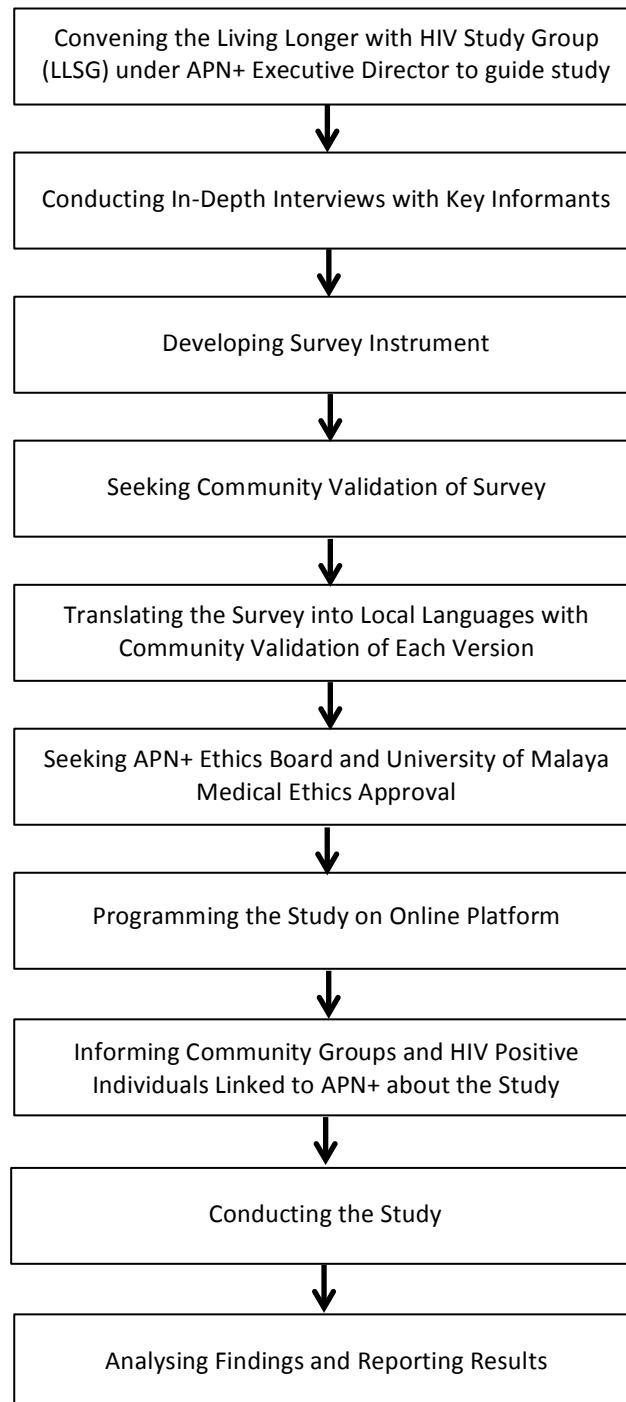 Convening the Living Longer with HIV Study Group
(LLSG) under APN+ Executive Director to guide study
Conducting In-Depth Interviews with Key Informants
Developing Survey Instrument
Seeking Community Validation of Survey
Translating the Survey into Local Languages with
Community Validation of Each Version
Seeking APN+ Ethics Board and University of Malaya
Medical Ethics Approval
Programming the Study on Online Platform
Informing Community Groups and HIV Positive
Individuals Linked to APN+ about the Study
Conducting the Study
Analysing Findings and Reporting Results